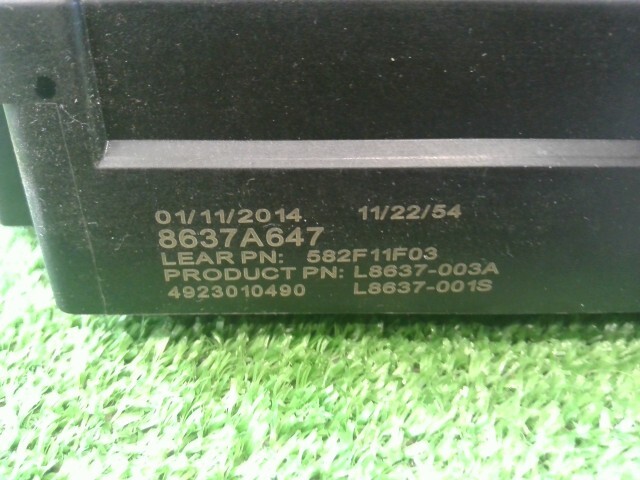 01/11/2014 11/22/54
8637A647
LEAR PN: 582F11F03
PRODUCT PN: L8637-003A
4923010490 L8637-001S